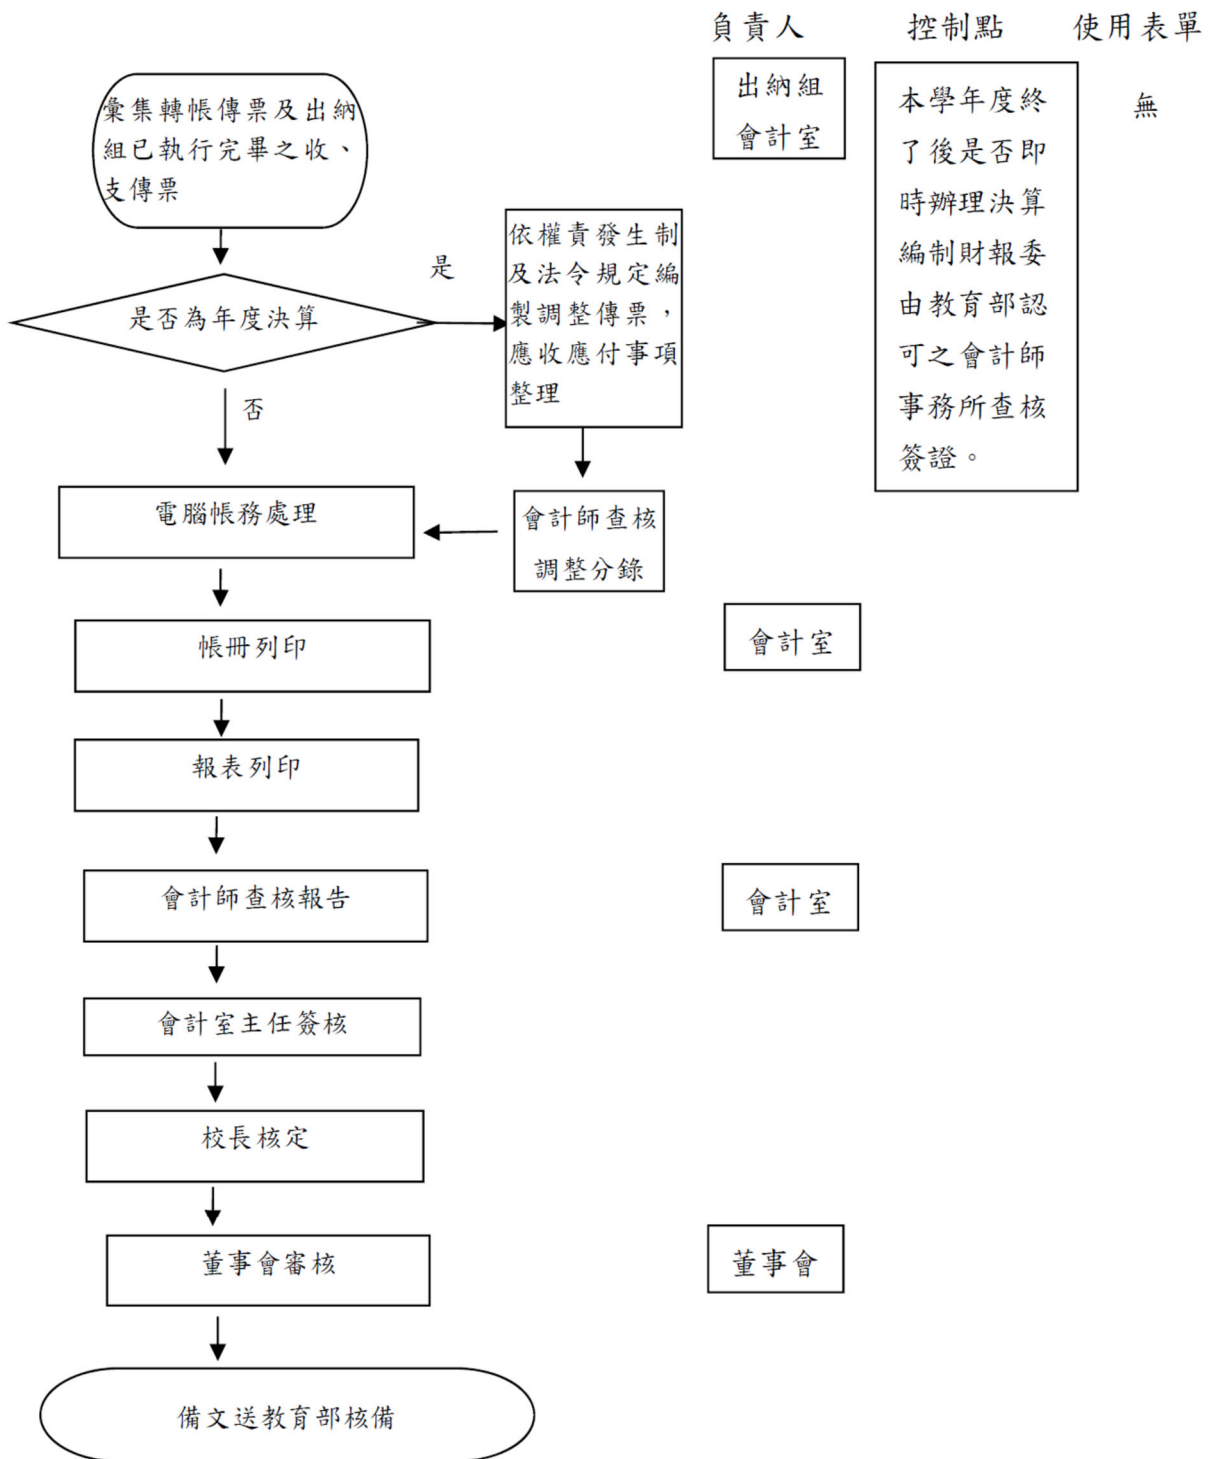 負責人 控制點 使用表單
彙集轉帳傳票及出納
組已執行完畢之收、
支傳票
出納組
會計室
本學年度終
了後是否即
時辦理決算
編制財報委
由教育部認
可之會計師
事務所查核
簽證。
無
是否為年度決算
是
依權責發生制
及法令規定編
製調整傳票，
應收應付事項
整理
否
電腦帳務處理
會計師查核
調整分錄
帳冊列印
會計室
報表列印
會計師查核報告
會計室
會計室主任簽核
校長核定
董事會審核
董事會
備文送教育部核備